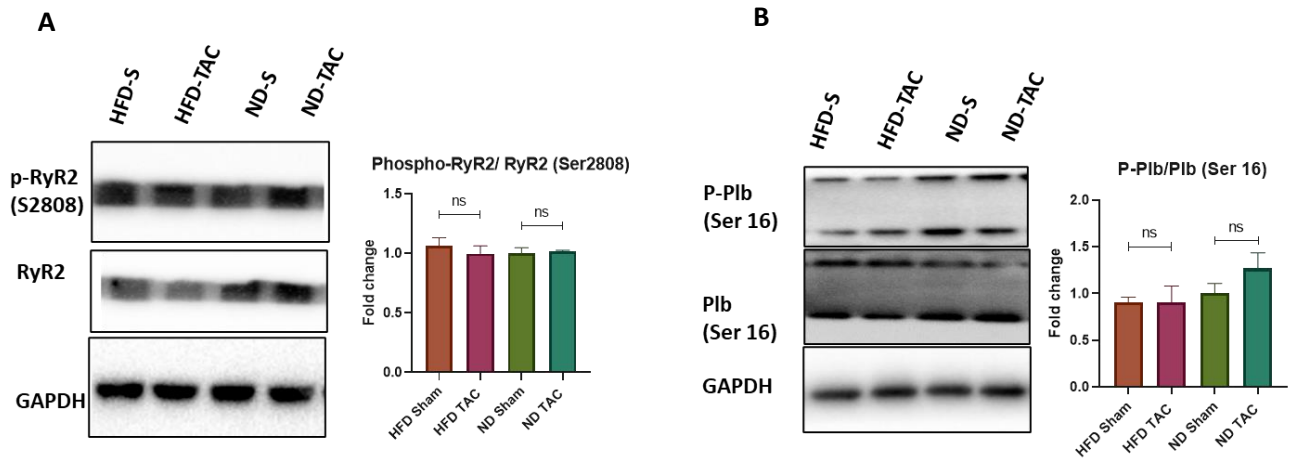 A
HFD-S
HFD-TAC
ND-S
ND-TAC
p-RyR2
(S2808)
RyR2
GAPDH
Phospho-RyR2/ RyR2 (Ser2808)
Fold change
1.5
1.0
0.5
0.0
ns
ns
HFD Sham
HFD TAC
ND Sham
ND TAC
B
HFD-S
HFD-TAC
ND-S
ND-TAC
P-Plb
(Ser 16)
Plb
(Ser 16)
GAPDH
P-Plb/Plb (Ser 16)
Fold change
2.0
1.5
1.0
0.5
0.0
ns
ns
HFD Sham
HFD TAC
ND Sham
ND TAC